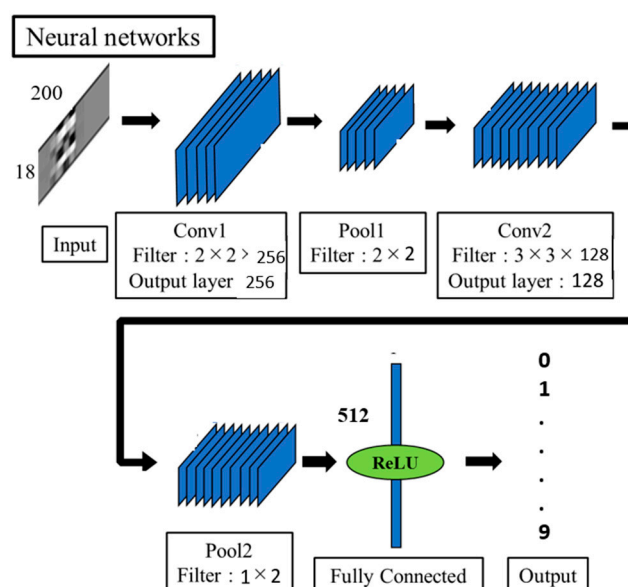 Neural networks
200
18
Input
Conv1
Filter : 2 × 2 × 256
Output layer 256
Pool1
Filter : 2 × 2
Conv2
Filter : 3 × 3 × 128
Output layer : 128
512
ReLU
0
1
.
.
.
.
9
Pool2
Filter : 1 × 2
Fully Connected
Output